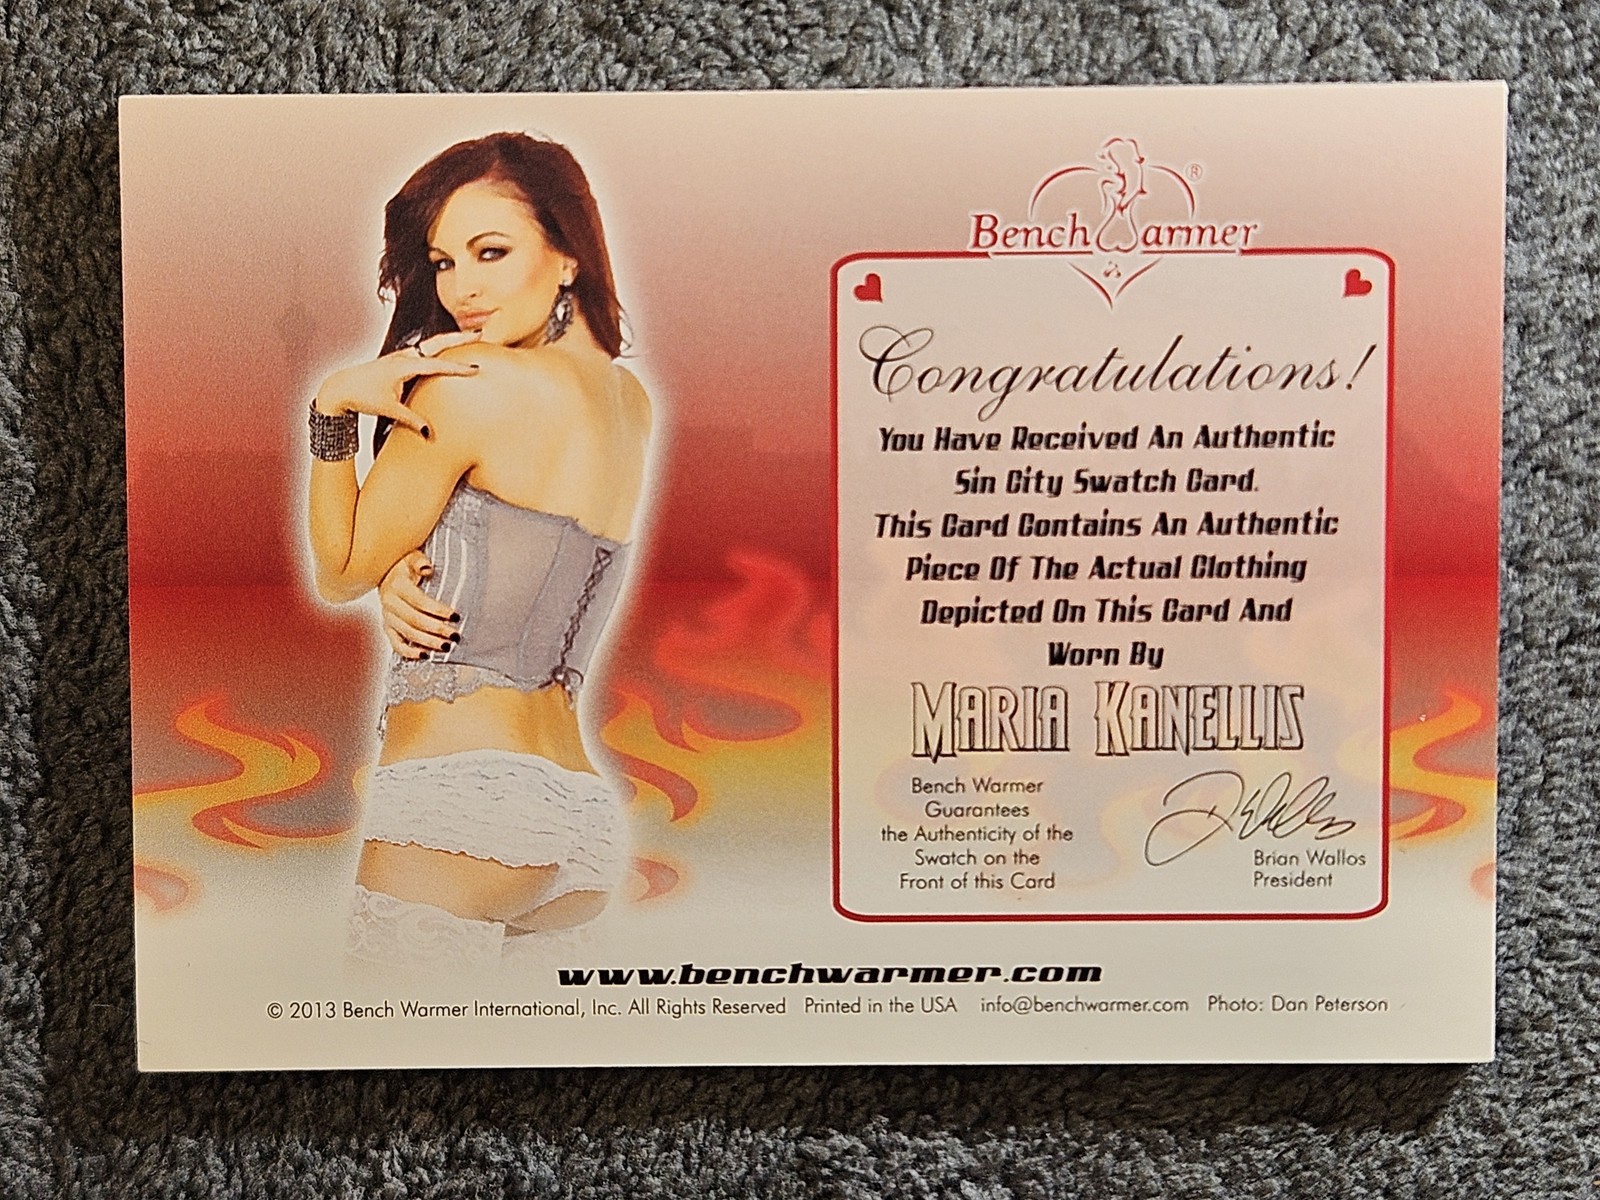 Bench Warmer ®
Congratulations!
You Have Received An Authentic
Sin City Swatch Card.
This Card Contains An Authentic
Piece Of The Actual Clothing
Depicted On This Card And
Worn By
Maria Kanellis
Bench Warmer
Guarantees
the Authenticity of the
Swatch on the
Front of this Card
Brian Wallos
President
www.benchwarmer.com
© 2013 Bench Warmer International, Inc. All Rights Reserved Printed in the USA info@benchwarmer.com Photo: Dan Peterson